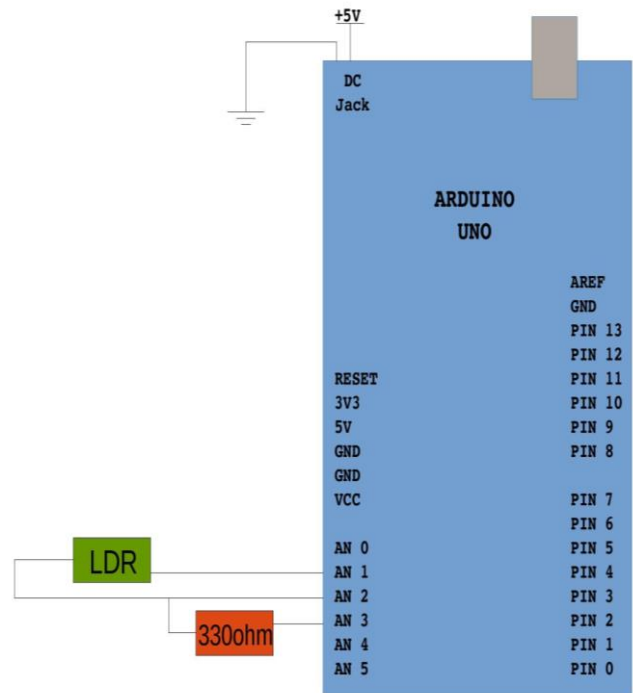 +5V
DC
Jack
ARDUINO
UNO
AREF
GND
PIN 13
PIN 12
RESET
PIN 11
3V3
PIN 10
5V
PIN 9
GND
PIN 8
GND
VCC
PIN 7
PIN 6
AN 0
PIN 5
LDR
AN 1
PIN 4
AN 2
PIN 3
AN 3
PIN 2
330ohm
AN 4
PIN 1
AN 5
PIN 0